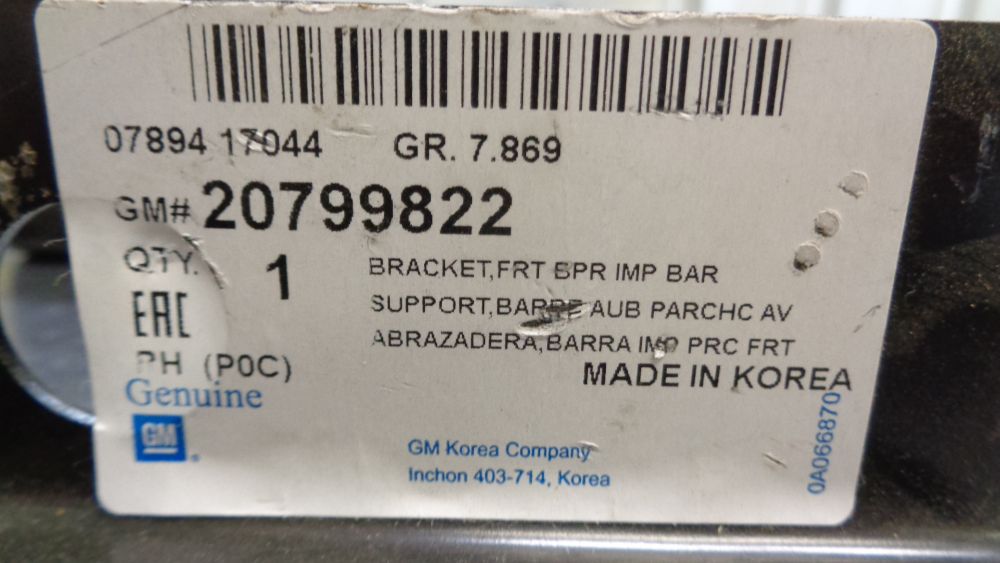 07894 17044 GR. 7.869
GM# 20799822
QTY. 1
BRACKET,FRT BPR IMP BAR
SUPPORT,BARRE AUB PARCHC AV
ABRAZADERA,BARRA IMP PRC FRT
EAC
PH (P0C)
MADE IN KOREA
Genuine
GM
GM Korea Company
Inchon 403-714, Korea
0A066870